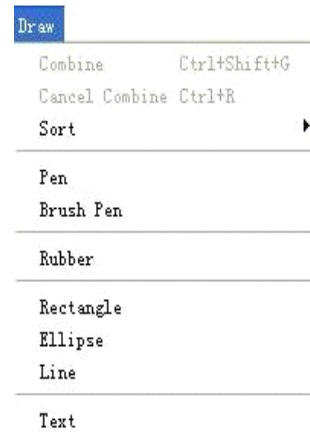 Draw
Combine Ctrl+Shift+G
Cancel Combine Ctrl+R
Sort
Pen
Brush Pen
Rubber
Rectangle
Ellipse
Line
Text